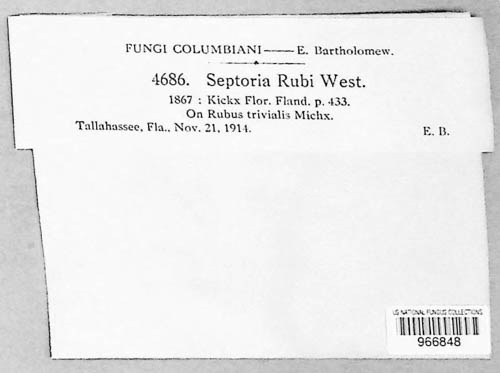 FUNGI COLUMBIANI——E. Bartholomew.
4686. Septoria Rubi West.
1867 : Kickx Flor. Fland. p. 433.
On Rubus trivialis Michx.
Tallahassee, Fla., Nov. 21, 1914. E. B.
US NATIONAL FUNGUS COLLECTIONS
966848